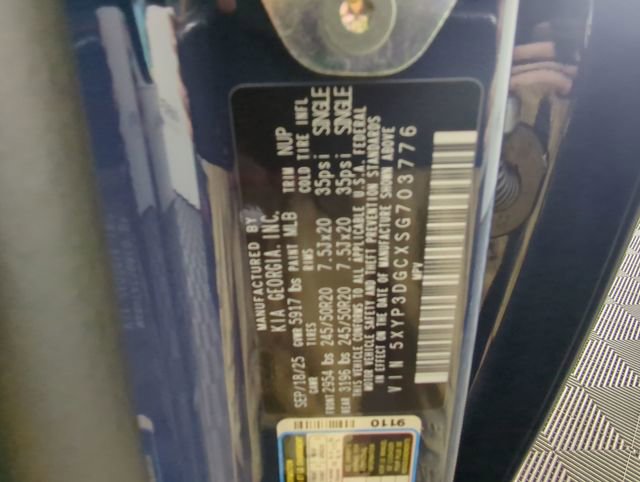 MANUFACTURED BY
KIA GEORGIA, INC.
SEP/18/25 GVWR 5917 lbs PAINT MLB TRIM NUP
GAWR TIRES RIMS COLD TIRE INFL
FRONT 2954 lbs 245/50R20 7.5Jx20 35psi SINGLE
REAR 3196 lbs 245/50R20 7.5Jx20 35psi SINGLE
THIS VEHICLE CONFORMS TO ALL APPLICABLE U.S.A. FEDERAL
MOTOR VEHICLE SAFETY AND THEFT PREVENTION STANDARDS
IN EFFECT ON THE DATE OF MANUFACTURE SHOWN ABOVE
VIN 5XYP3DGCXSG703776
MPV
9110